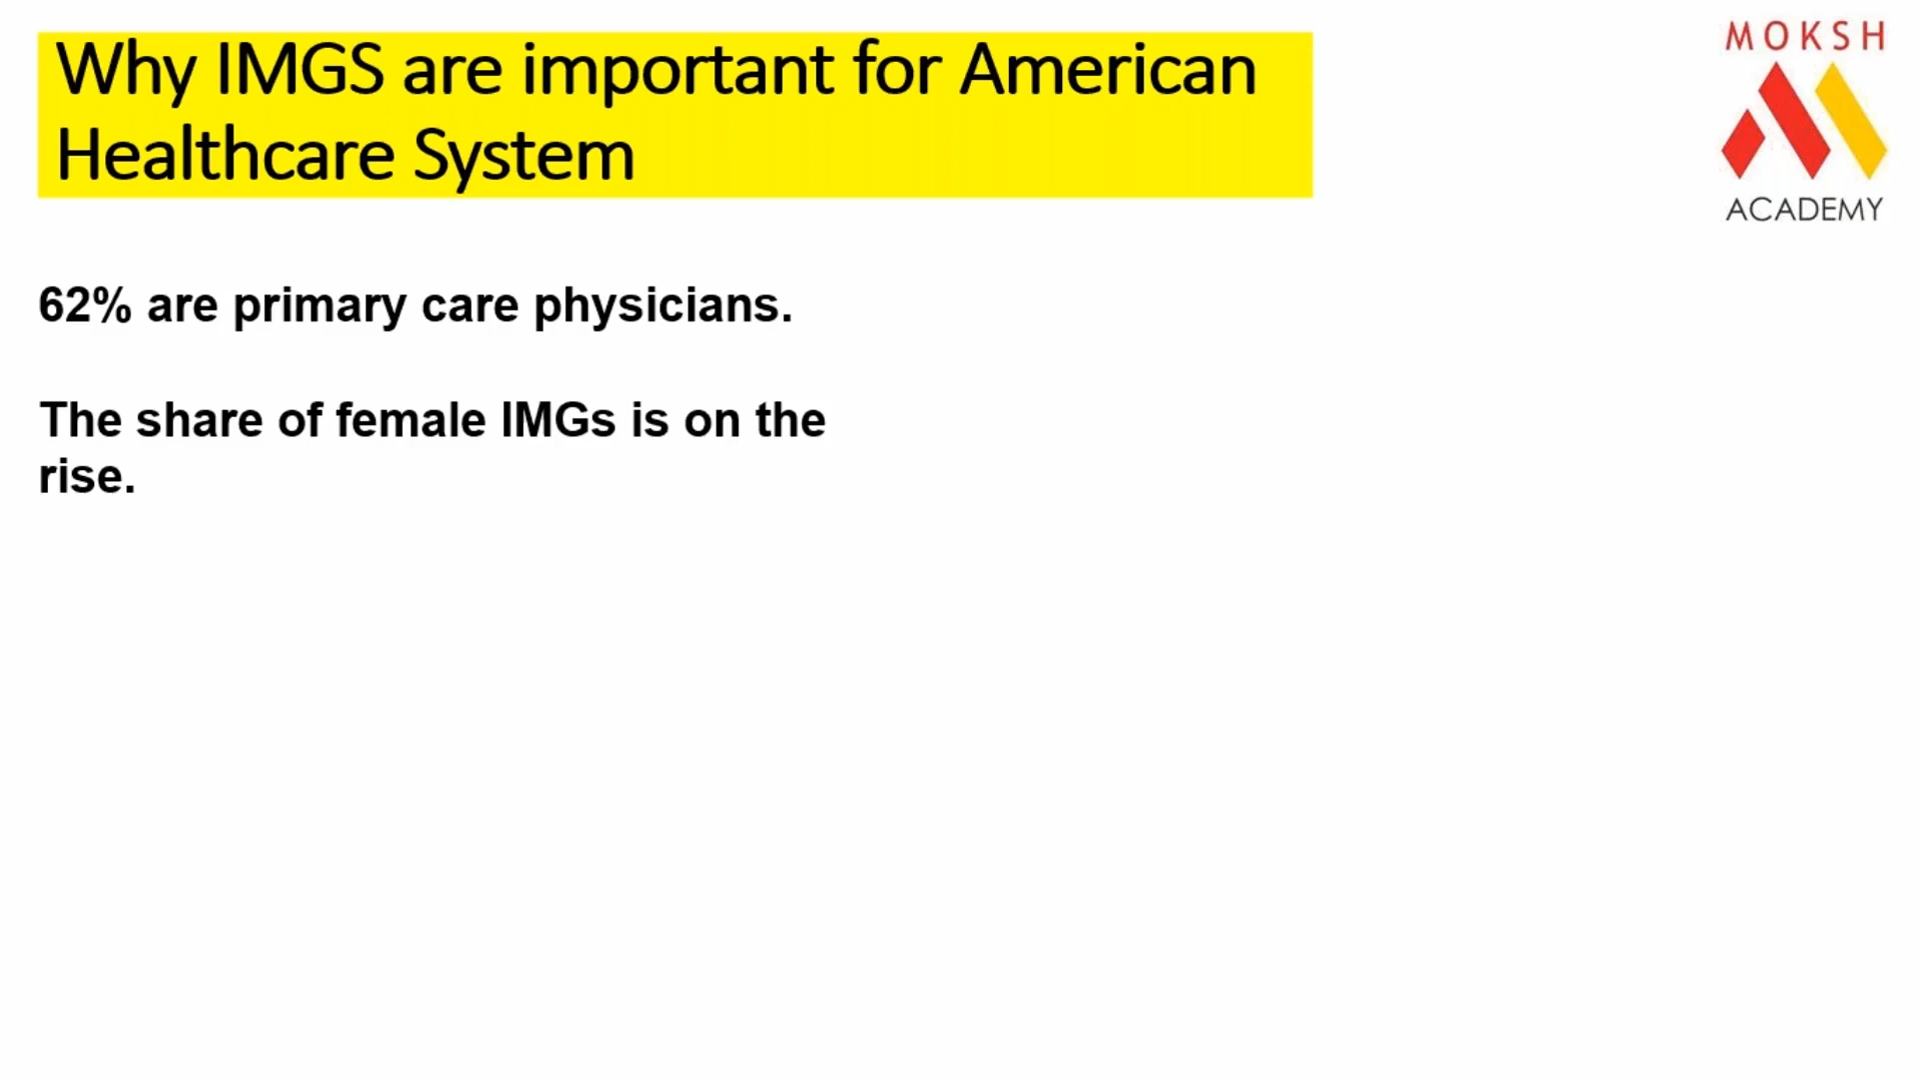 Why IMGS are important for American
Healthcare System
MOKSH
ACADEMY
62% are primary care physicians.
The share of female IMGs is on the
rise.